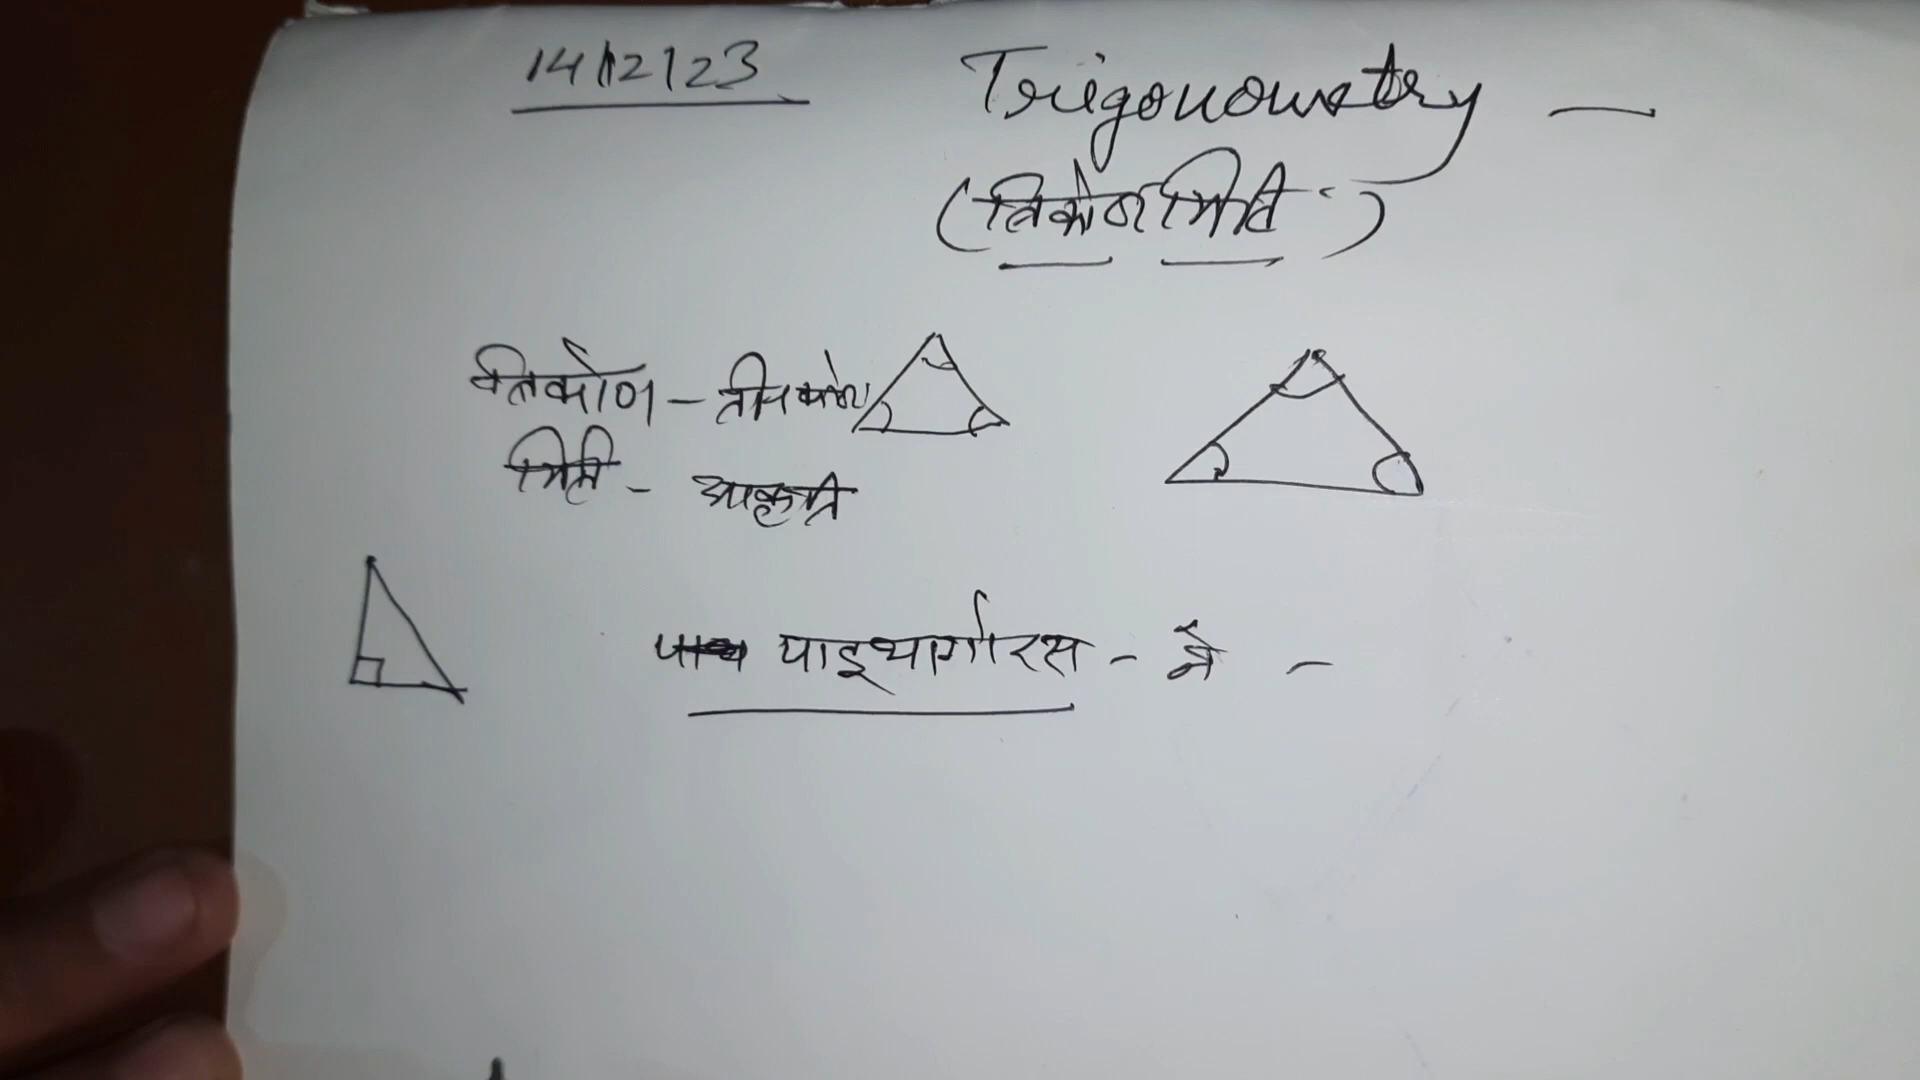 14/12/23
Trigonometry —
(त्रिकोणमिति :)
त्रिकोण – तीन कोण
मिति – आकृति
पाइथागोरस – ने –